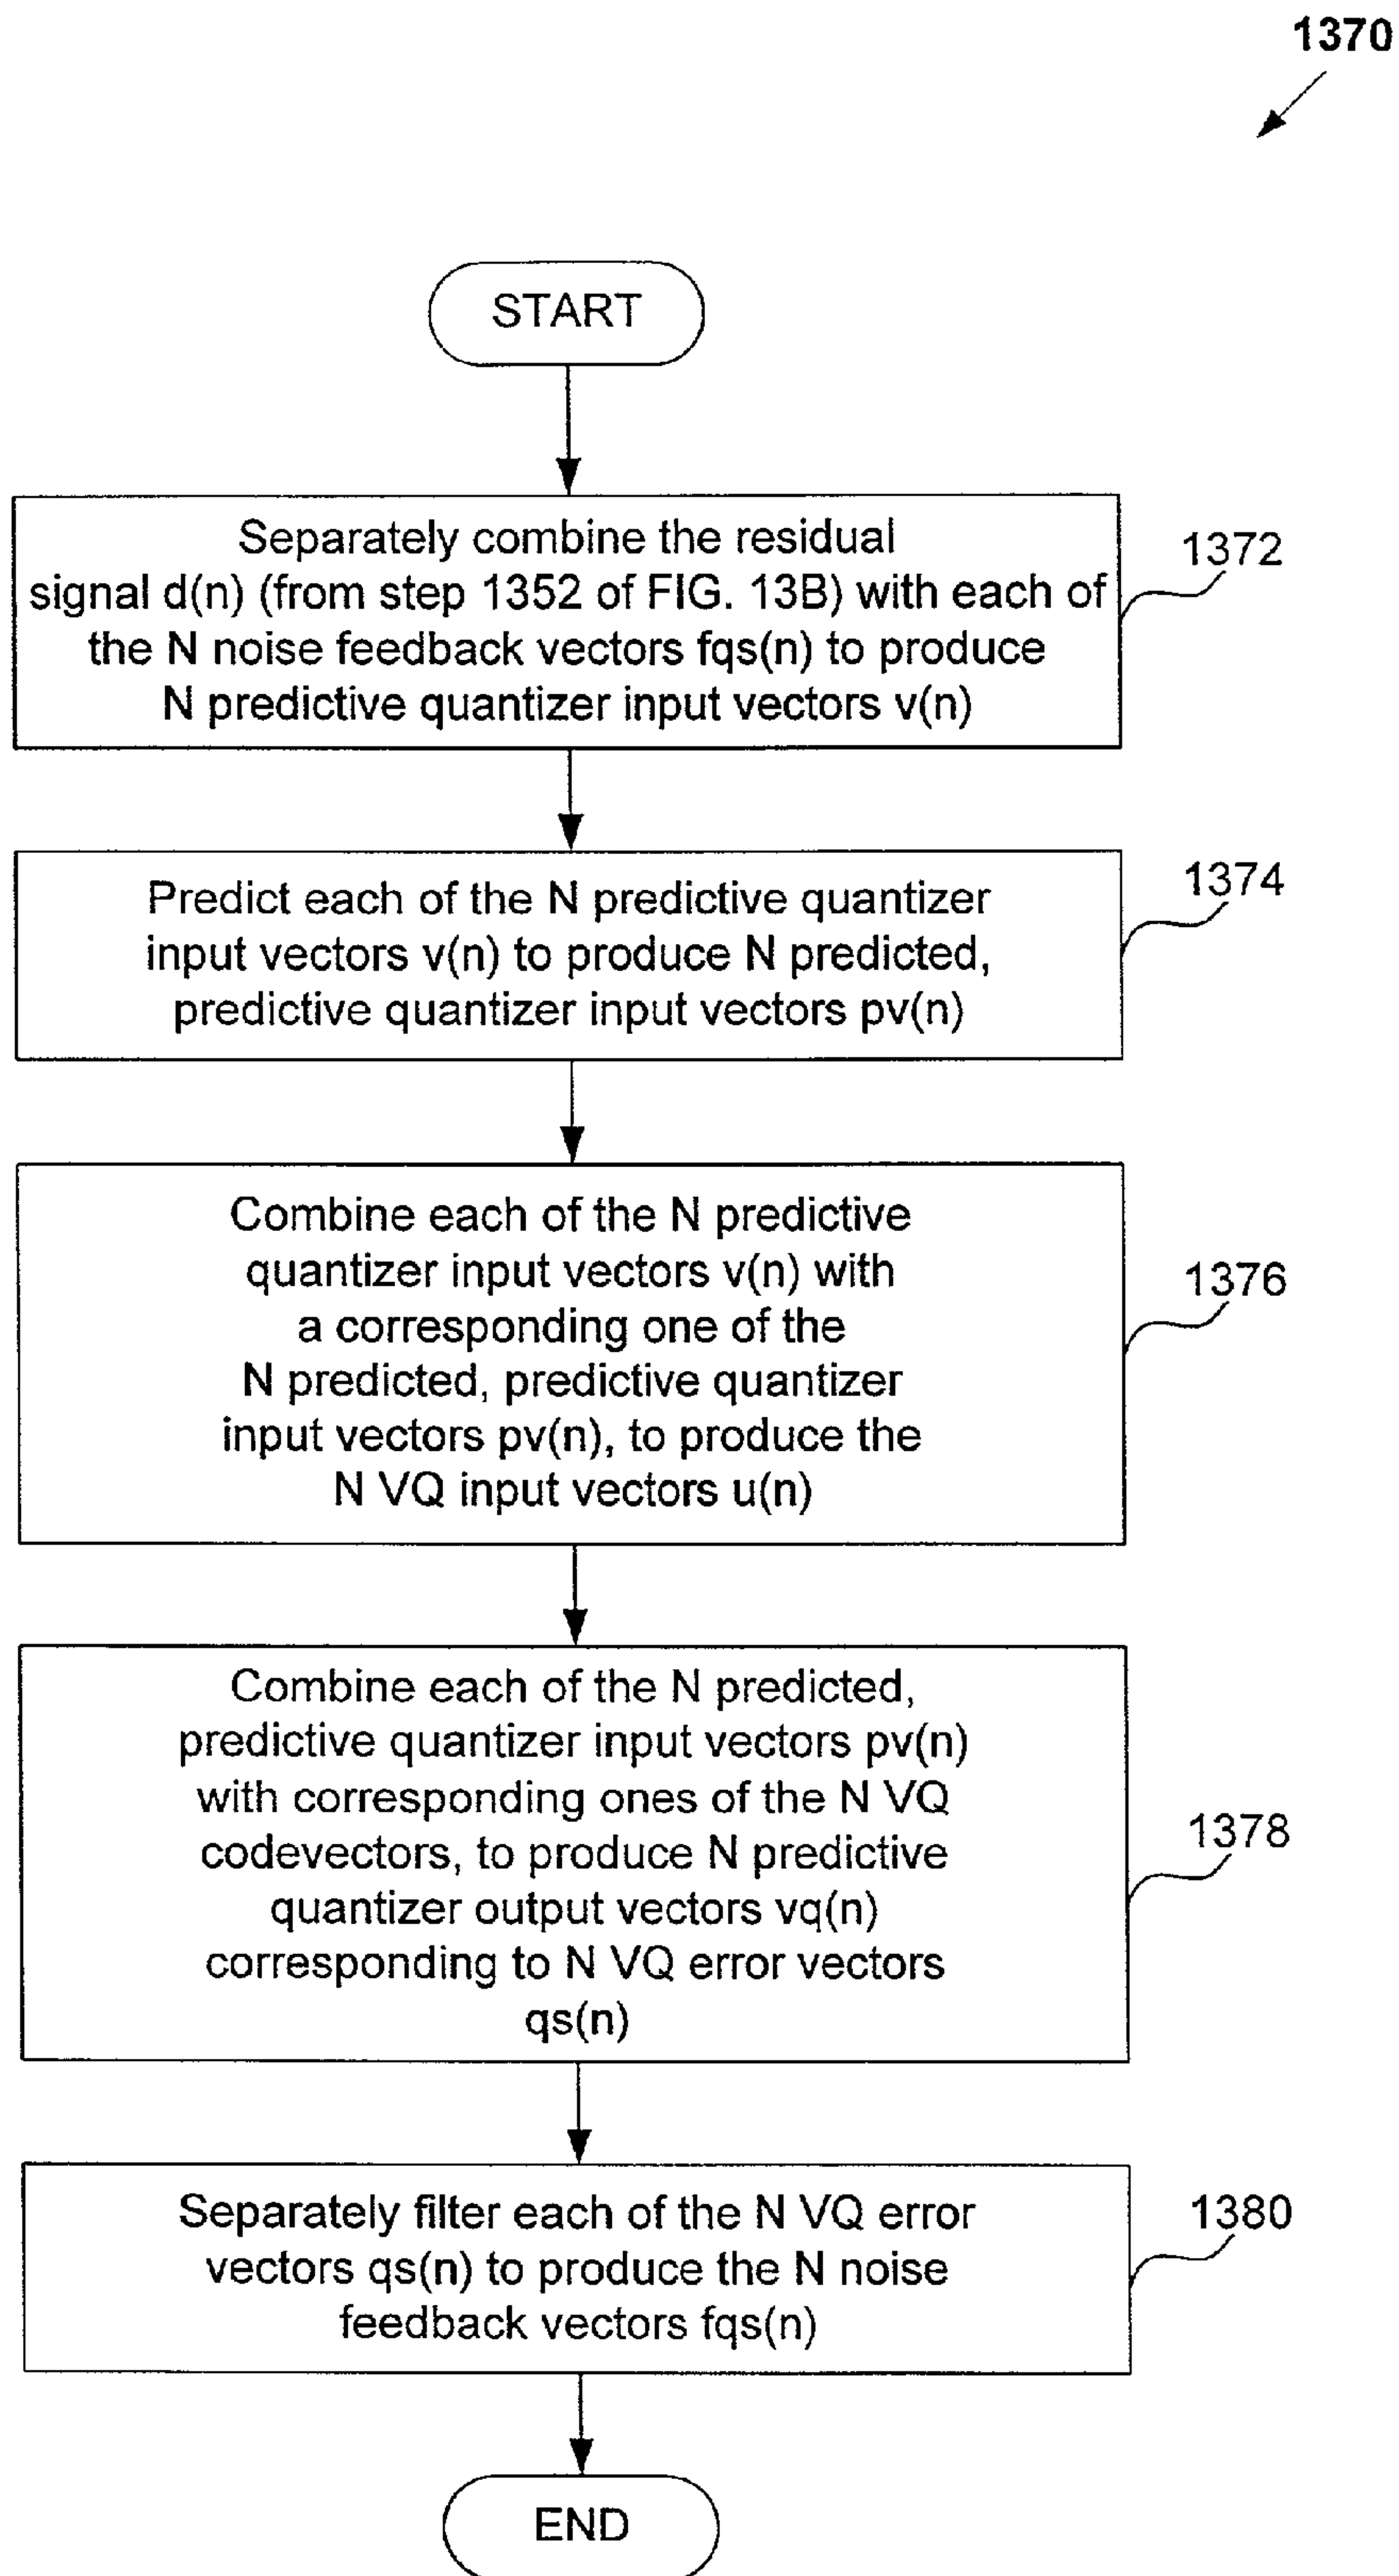 1370
START
Separately combine the residual
signal d(n) (from step 1352 of FIG. 13B) with each of
the N noise feedback vectors fqs(n) to produce
N predictive quantizer input vectors v(n)
1372
Predict each of the N predictive quantizer
input vectors v(n) to produce N predicted,
predictive quantizer input vectors pv(n)
1374
Combine each of the N predictive
quantizer input vectors v(n) with
a corresponding one of the
N predicted, predictive quantizer
input vectors pv(n), to produce the
N VQ input vectors u(n)
1376
Combine each of the N predicted,
predictive quantizer input vectors pv(n)
with corresponding ones of the N VQ
codevectors, to produce N predictive
quantizer output vectors vq(n)
corresponding to N VQ error vectors
qs(n)
1378
Separately filter each of the N VQ error
vectors qs(n) to produce the N noise
feedback vectors fqs(n)
1380
END